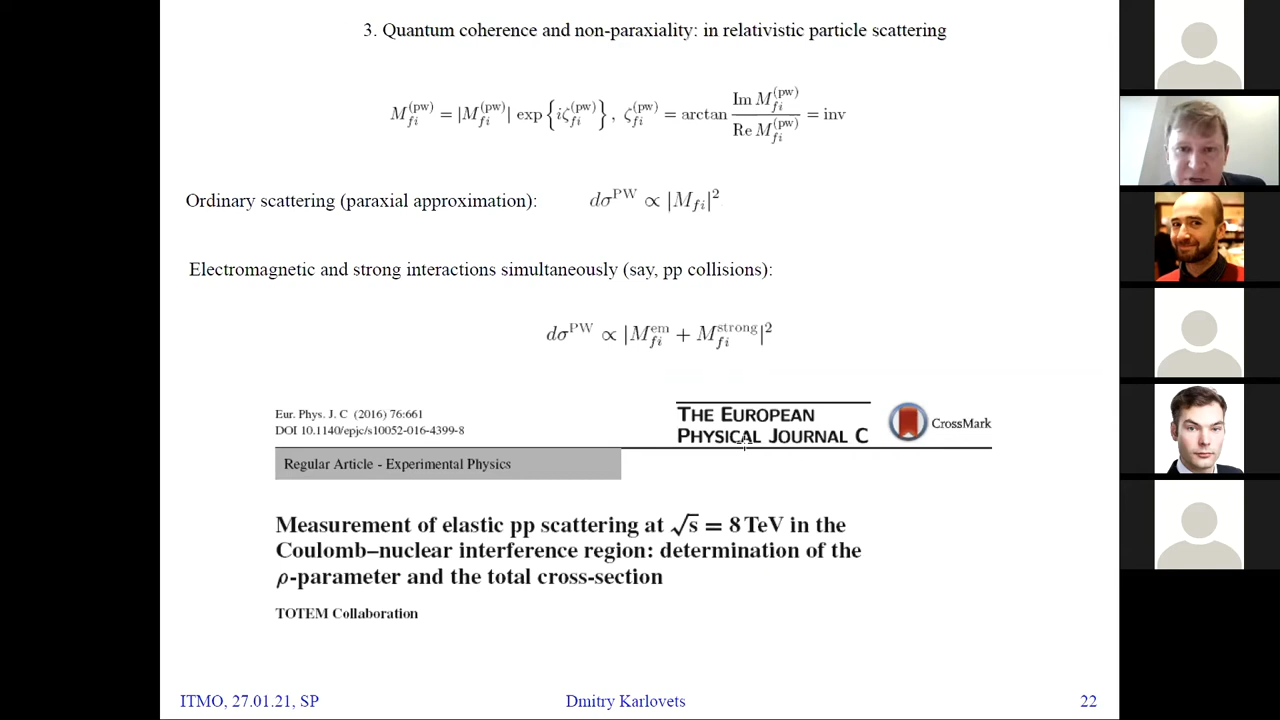 3. Quantum coherence and non-paraxiality: in relativistic particle scattering
M_{fi}^{(pw)} = |M_{fi}^{(pw)}| exp{iζ_{fi}^{(pw)}}, ζ_{fi}^{(pw)} = arctan Im M_{fi}^{(pw)} / Re M_{fi}^{(pw)} = inv
Ordinary scattering (paraxial approximation): dσ^{PW} ∝ |M_{fi}|^2
Electromagnetic and strong interactions simultaneously (say, pp collisions):
dσ^{PW} ∝ |M_{fi}^{em} + M_{fi}^{strong}|^2
Eur. Phys. J. C (2016) 76:661
DOI 10.1140/epjc/s10052-016-4399-8
THE EUROPEAN
PHYSICAL JOURNAL C
CrossMark
Regular Article - Experimental Physics
Measurement of elastic pp scattering at √s = 8 TeV in the
Coulomb–nuclear interference region: determination of the
ρ-parameter and the total cross-section
TOTEM Collaboration
ITMO, 27.01.21, SP
Dmitry Karlovets
22